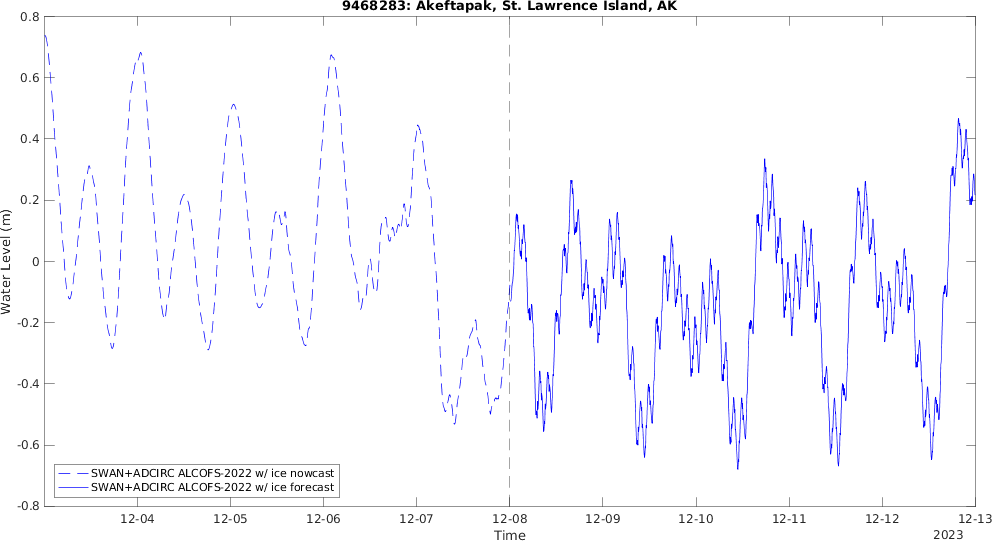 9468283: Akeftapak, St. Lawrence Island, AK
0.8
0.6
0.4
0.2
0
-0.2
-0.4
-0.6
-0.8
Water Level (m)
SWAN+ADCIRC ALCOFS-2022 w/ ice nowcast
SWAN+ADCIRC ALCOFS-2022 w/ ice forecast
12-04 12-05 12-06 12-07 12-08 12-09 12-10 12-11 12-12 12-13
Time
2023